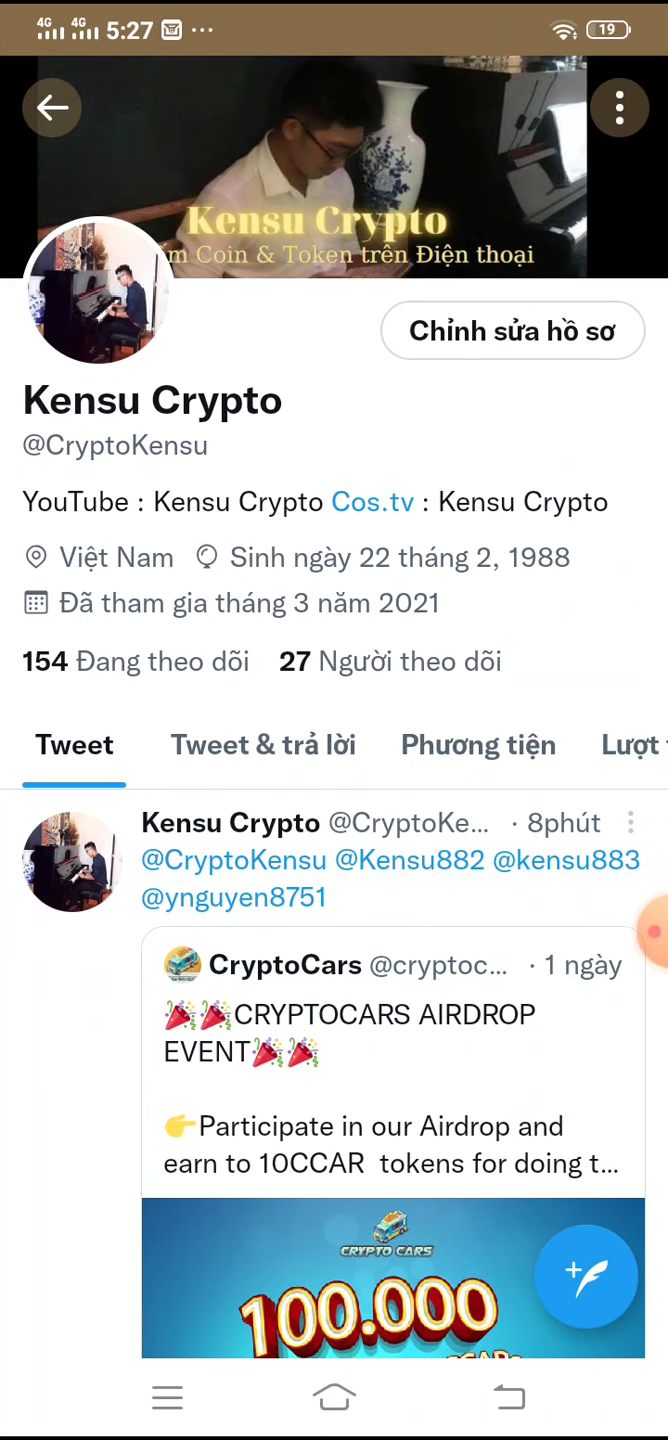 4G 4G 5:27 19
Kensu Crypto
Coin & Token trên Điện thoại
Chỉnh sửa hồ sơ
Kensu Crypto
@CryptoKensu
YouTube : Kensu Crypto Cos.tv : Kensu Crypto
Việt Nam Sinh ngày 22 tháng 2, 1988
Đã tham gia tháng 3 năm 2021
154 Đang theo dõi 27 Người theo dõi
Tweet Tweet & trả lời Phương tiện Lượt
Kensu Crypto @CryptoKe... · 8phút
@CryptoKensu @Kensu882 @kensu883
@ynguyen8751
CryptoCars @cryptoc... · 1 ngày
🎉🎉CRYPTOCARS AIRDROP
EVENT🎉🎉
👉Participate in our Airdrop and
earn to 10CCAR tokens for doing t...
CRYPTO CARS
100.000